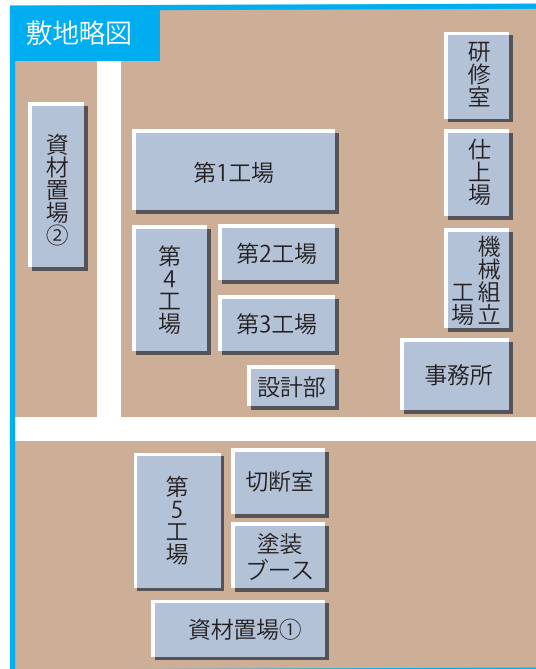 敷地略図
研修室
資材置場②
第1工場
仕上場
第4工場
第2工場
機械組立
工場
第3工場
設計部
事務所
第5工場
切断室
塗装
ブース
資材置場①